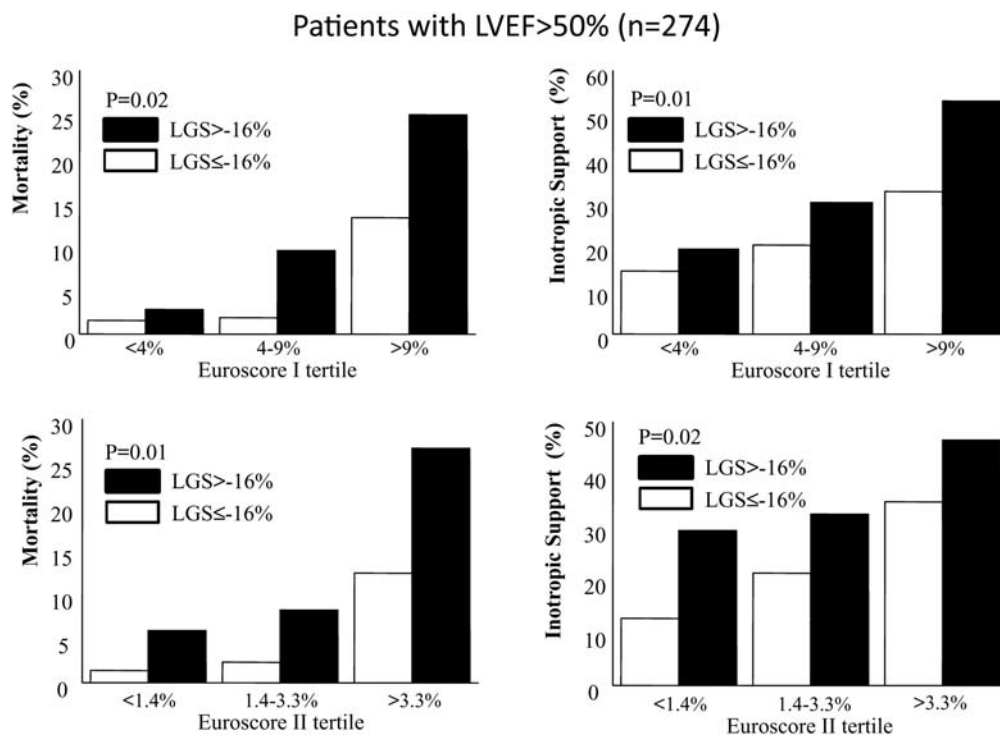 Patients with LVEF>50% (n=274)
Mortality (%)
30
25
20
15
10
5
0
P=0.02
LGS>-16%
LGS≤-16%
<4%
4-9%
>9%
Euroscore I tertile
Inotropic Support (%)
60
50
40
30
20
10
0
P=0.01
LGS>-16%
LGS≤-16%
<4%
4-9%
>9%
Euroscore I tertile
Mortality (%)
30
25
20
15
10
5
0
P=0.01
LGS>-16%
LGS≤-16%
<1.4%
1.4-3.3%
>3.3%
Euroscore II tertile
Inotropic Support (%)
50
40
30
20
10
0
P=0.02
LGS>-16%
LGS≤-16%
<1.4%
1.4-3.3%
>3.3%
Euroscore II tertile